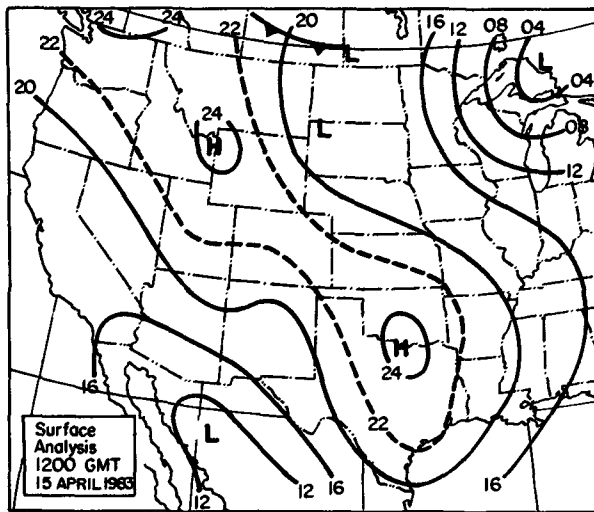 24 24 22 20 16 12 08 04
22 L L
20 04
24 08
H L 12
H
24
16
22
L
12 12 16 16
Surface
Analysis
1200 GMT
15 APRIL 1983